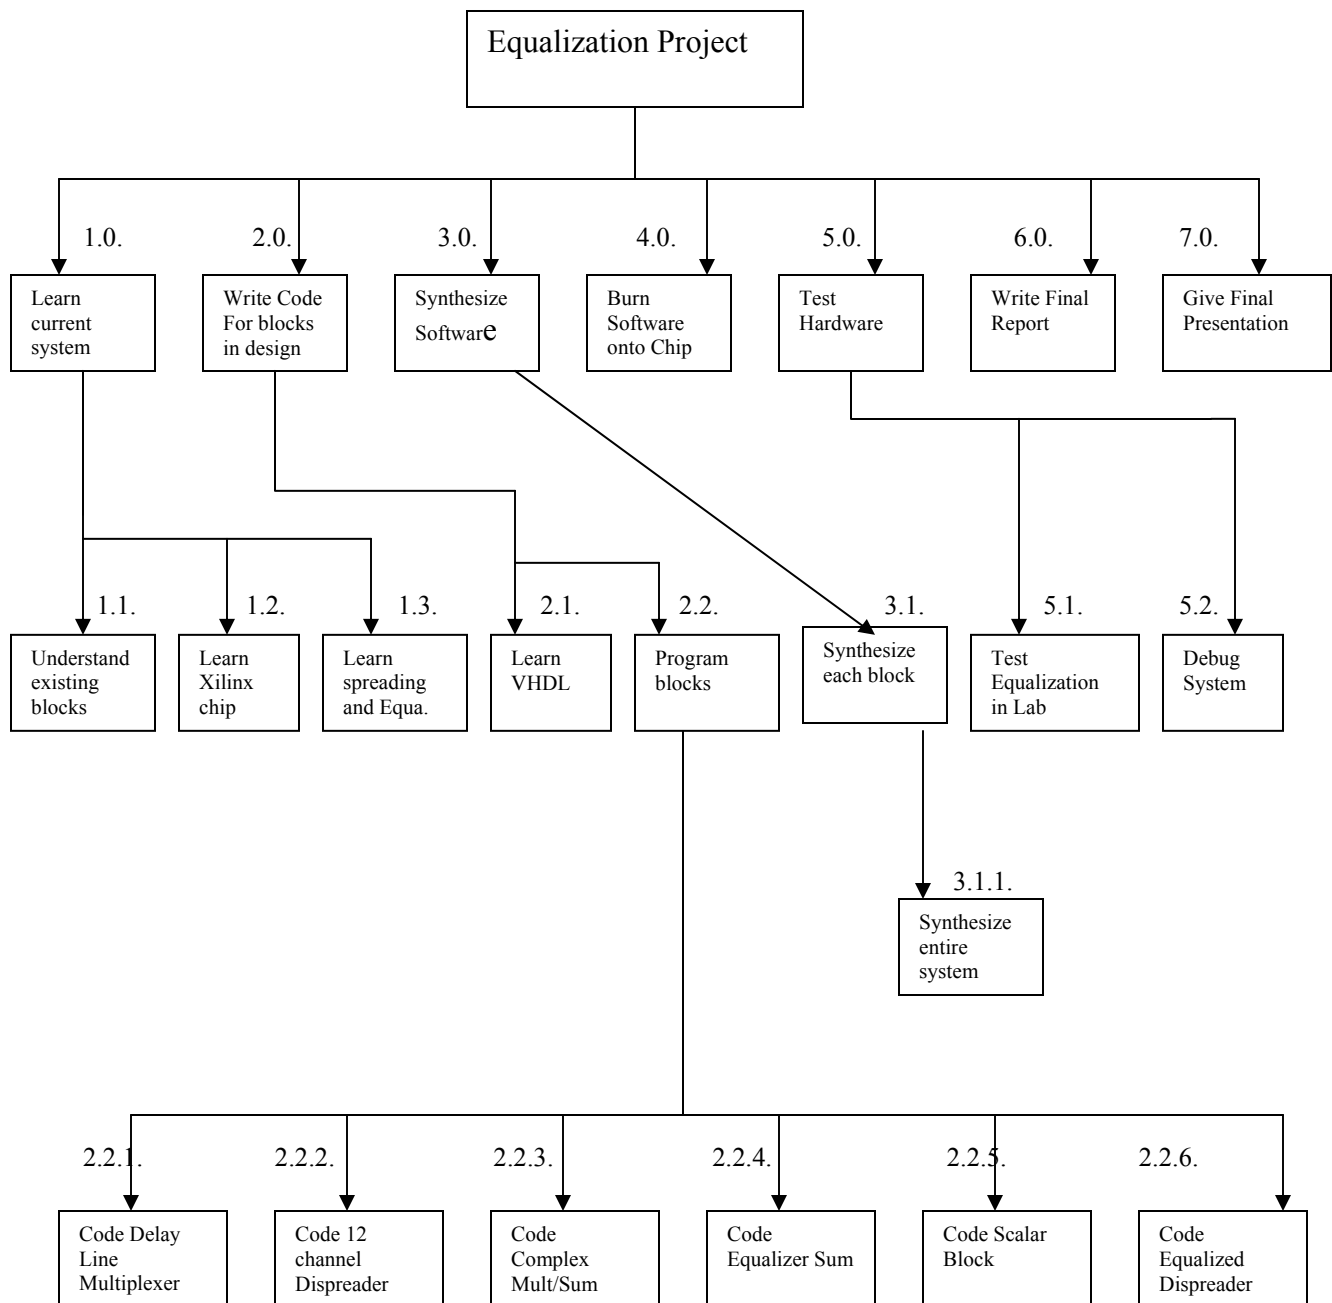 Equalization Project
1.0.
2.0.
3.0.
4.0.
5.0.
6.0.
7.0.
Learn
current
system
Write Code
For blocks
in design
Synthesize
Software
Burn
Software
onto Chip
Test
Hardware
Write Final
Report
Give Final
Presentation
1.1.
1.2.
1.3.
2.1.
2.2.
3.1.
5.1.
5.2.
Understand
existing
blocks
Learn
Xilinx
chip
Learn
spreading
and Equa.
Learn
VHDL
Program
blocks
Synthesize
each block
Test
Equalization
in Lab
Debug
System
3.1.1.
Synthesize
entire
system
2.2.1.
2.2.2.
2.2.3.
2.2.4.
2.2.5.
2.2.6.
Code Delay
Line
Multiplexer
Code 12
channel
Dispreader
Code
Complex
Mult/Sum
Code
Equalizer Sum
Code Scalar
Block
Code
Equalized
Dispreader